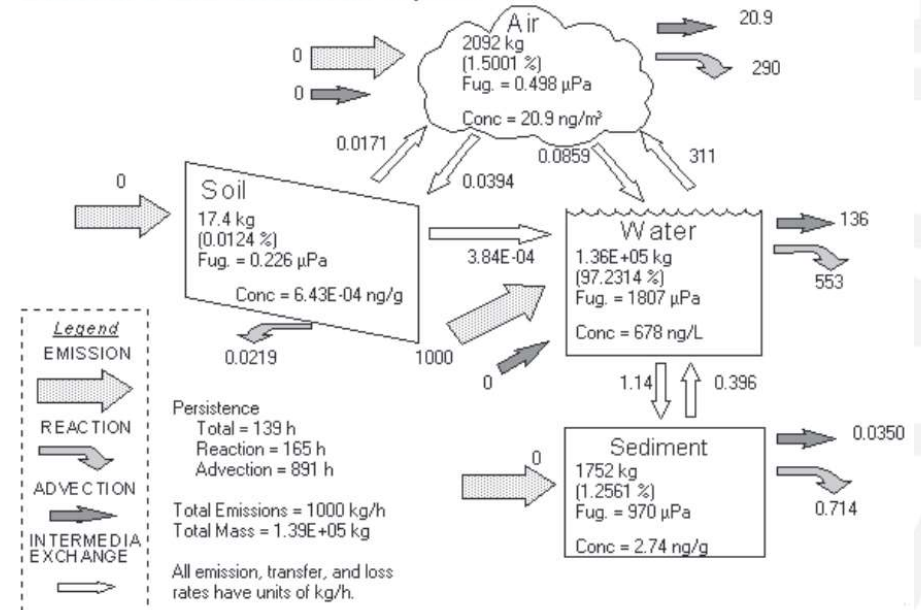 Air
2092 kg
(1.5001 %)
Fug. = 0.498 µPa
Conc = 20.9 ng/m³
0
0
20.9
290
0.0171
0.0394
0.0859
311
0
Soil
17.4 kg
(0.0124 %)
Fug. = 0.226 µPa
Conc = 6.43E-04 ng/g
0.0219
3.84E-04
1000
0
Water
1.36E+05 kg
(97.2314 %)
Fug. = 1807 µPa
Conc = 678 ng/L
136
553
1.14
0.396
0
Sediment
1752 kg
(1.2561 %)
Fug. = 970 µPa
Conc = 2.74 ng/g
0.0350
0.714
Legend
EMISSION
REACTION
ADVECTION
INTERMEDIA
EXCHANGE
Persistence
Total = 139 h
Reaction = 165 h
Advection = 891 h
Total Emissions = 1000 kg/h
Total Mass = 1.39E+05 kg
All emission, transfer, and loss
rates have units of kg/h.